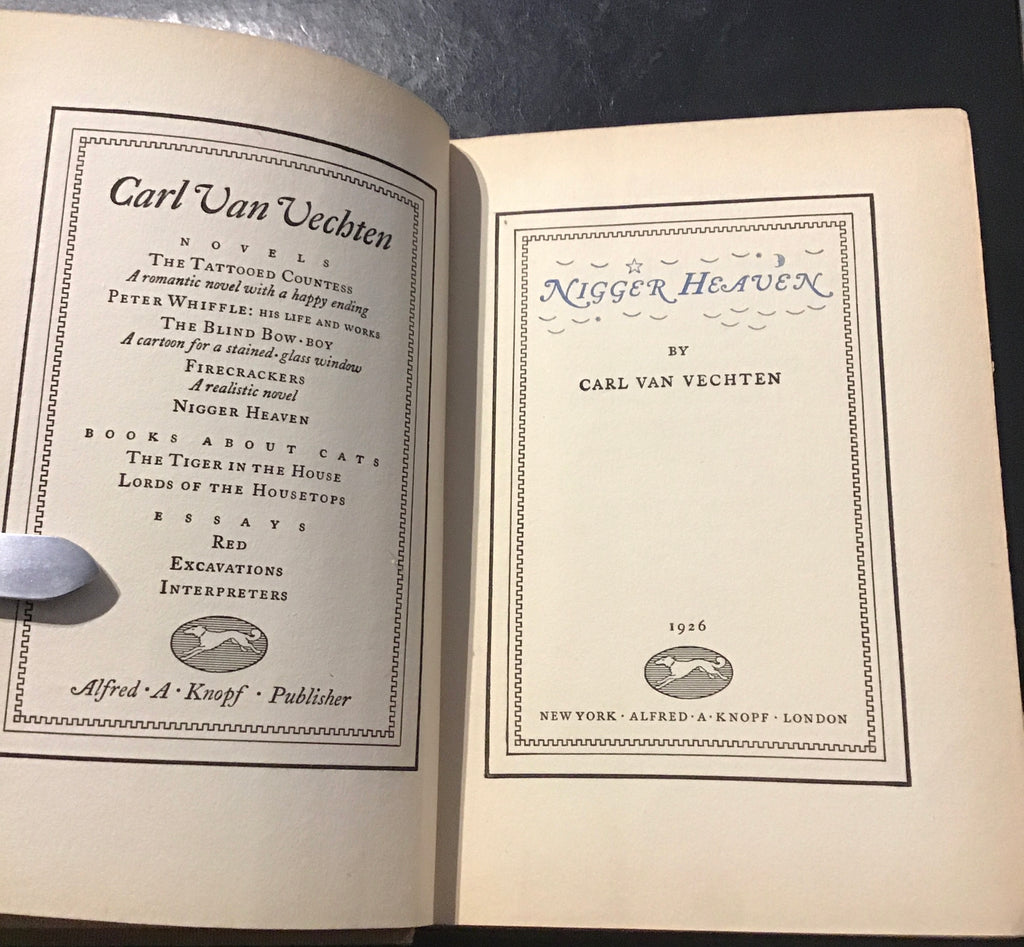 Carl Van Vechten
NOVELS
THE TATTOOED COUNTESS
A romantic novel with a happy ending
PETER WHIFFLE: HIS LIFE AND WORKS
THE BLIND BOW·BOY
A cartoon for a stained·glass window
FIRECRACKERS
A realistic novel
NIGGER HEAVEN
BOOKS ABOUT CATS
THE TIGER IN THE HOUSE
LORDS OF THE HOUSETOPS
ESSAYS
RED
EXCAVATIONS
INTERPRETERS
Alfred · A · Knopf · Publisher
NIGGER HEAVEN
BY
CARL VAN VECHTEN
1926
NEW YORK · ALFRED · A · KNOPF · LONDON